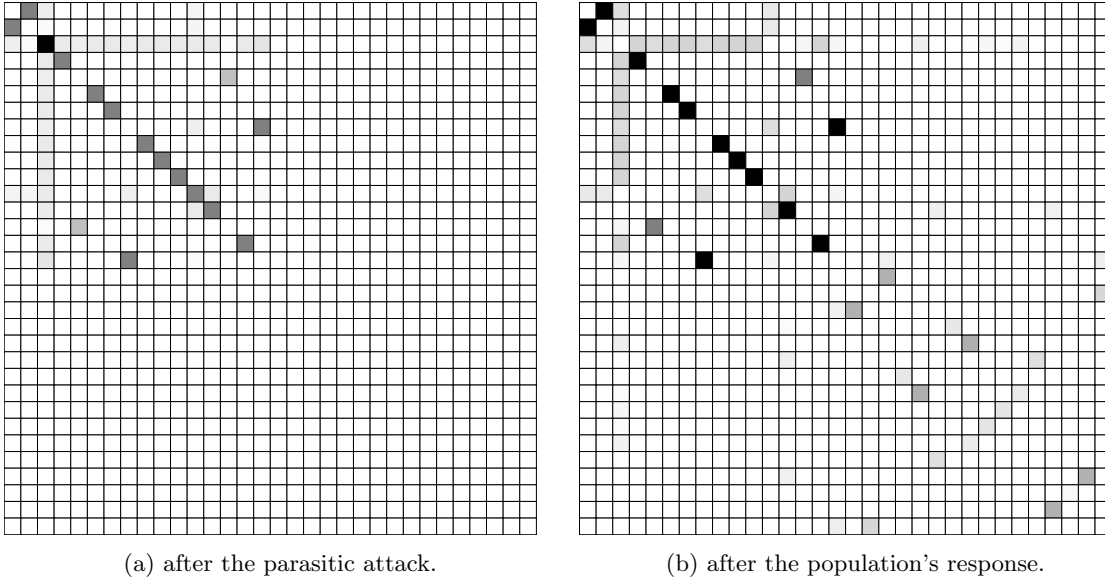 (a) after the parasitic attack.
(b) after the population's response.